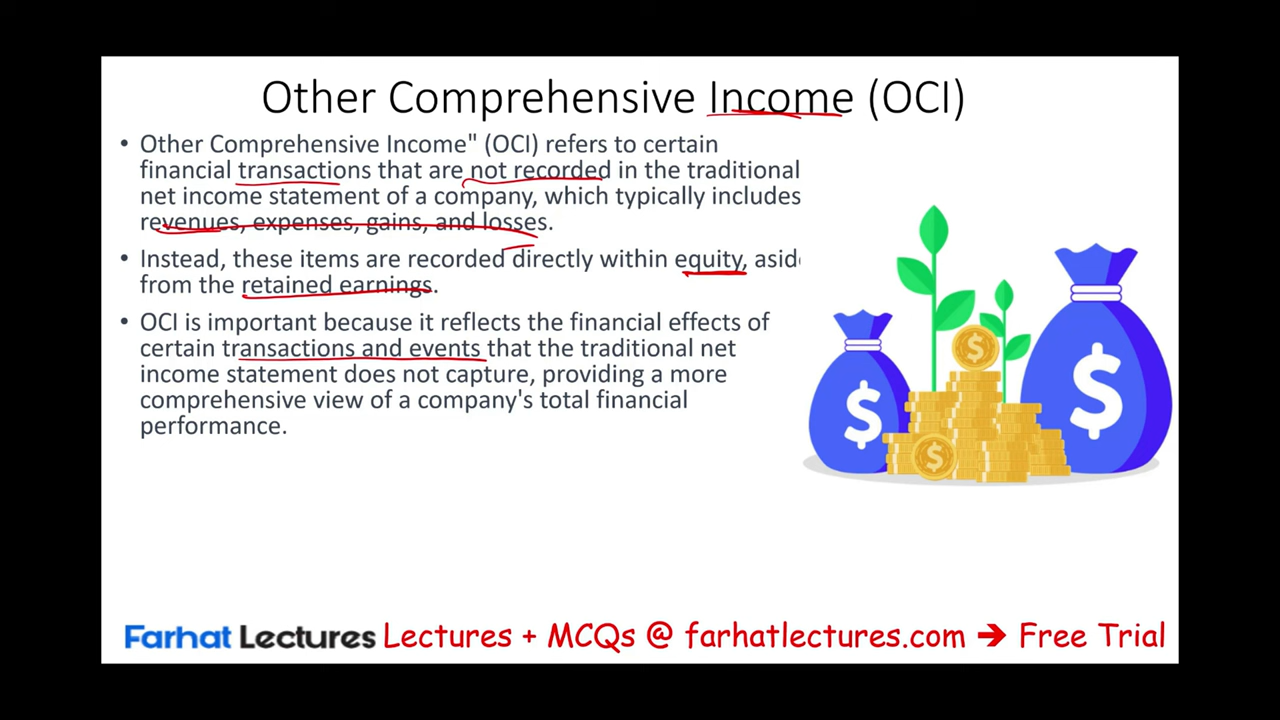 Other Comprehensive Income (OCI)
• Other Comprehensive Income" (OCI) refers to certain
financial transactions that are not recorded in the traditional
net income statement of a company, which typically includes
revenues, expenses, gains, and losses.
• Instead, these items are recorded directly within equity, asid
from the retained earnings.
• OCI is important because it reflects the financial effects of
certain transactions and events that the traditional net
income statement does not capture, providing a more
comprehensive view of a company's total financial
performance.
$
$
$
$
Farhat Lectures Lectures + MCQs @ farhatlectures.com ➔ Free Trial